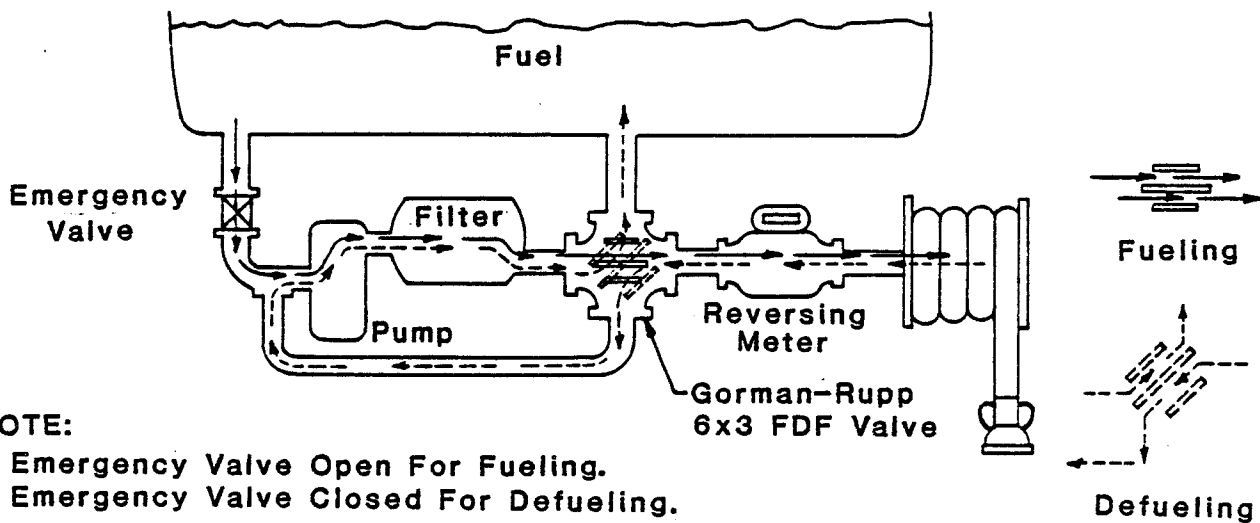 Fuel
Emergency
Valve
Filter
Pump
Reversing
Meter
Gorman-Rupp
6x3 FDF Valve
Fueling
Defueling
OTE:
Emergency Valve Open For Fueling.
Emergency Valve Closed For Defueling.